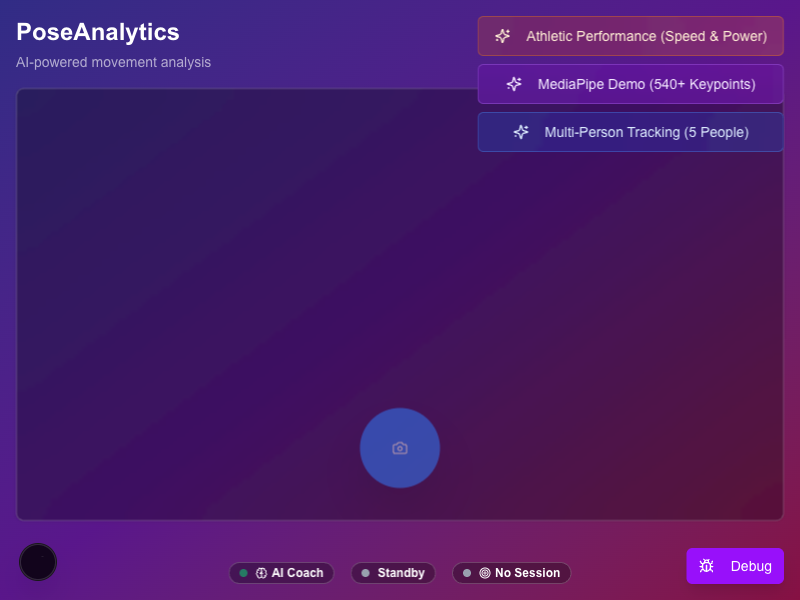 PoseAnalytics
AI-powered movement analysis
Athletic Performance (Speed & Power)
MediaPipe Demo (540+ Keypoints)
Multi-Person Tracking (5 People)
AI Coach
Standby
No Session
Debug